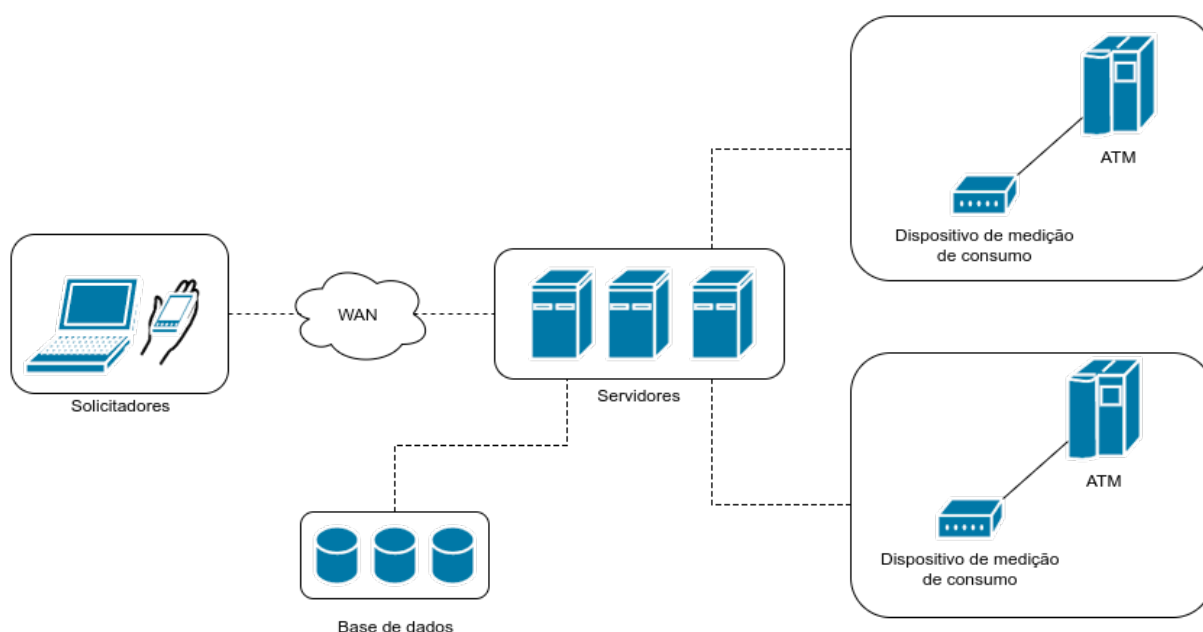 ATM
Dispositivo de medição
de consumo
WAN
Solicitadores
Servidores
ATM
Dispositivo de medição
de consumo
Base de dados